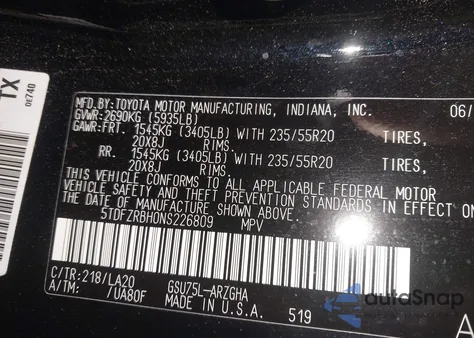 TX
0E740
MFD.BY: TOYOTA MOTOR MANUFACTURING, INDIANA, INC. 06/
GVWR: 2690KG (5935LB)
GAWR: FRT. 1545KG (3405LB) WITH 235/55R20 TIRES,
20X8J RIMS.
RR. 1545KG (3405LB) WITH 235/55R20 TIRES,
20X8J RIMS.
THIS VEHICLE CONFORMS TO ALL APPLICABLE FEDERAL MOTOR
VEHICLE SAFETY AND THEFT PREVENTION STANDARDS IN EFFECT ON
THE DATE OF MANUFACTURE SHOWN ABOVE.
5TDFZRBH0NS226809 MPV
C/TR: 218/LA20 GSU75L-ARZGHA
A/TM: /UA80F MADE IN U.S.A. 519
A
autoSnap